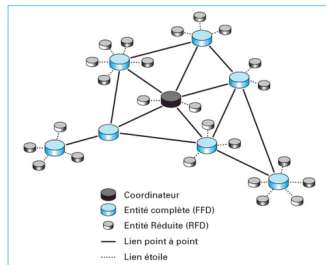 Coordinateur
Entité complète (FFD)
Entité Réduite (RFD)
Lien point à point
Lien étoile